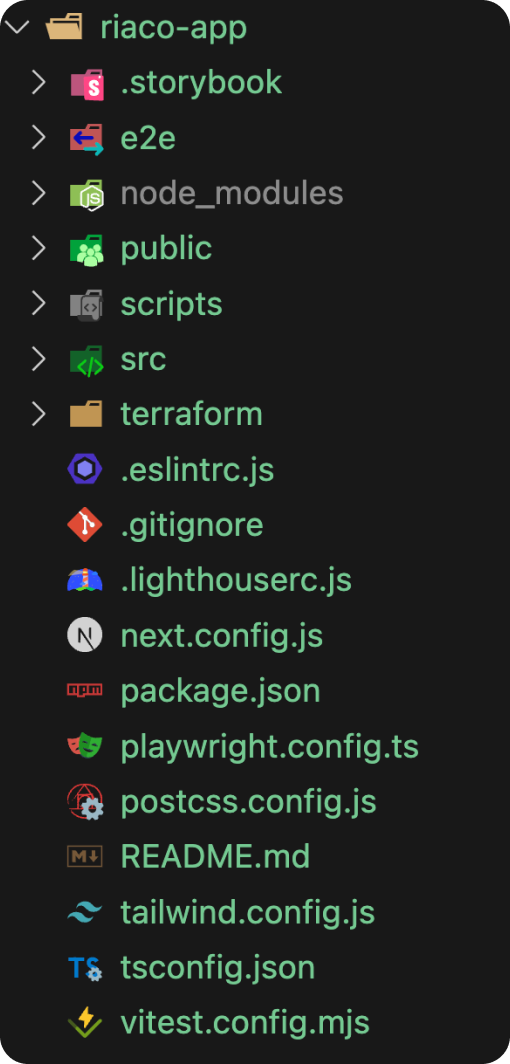 riaco-app
.storybook
e2e
node_modules
public
scripts
src
terraform
.eslintrc.js
.gitignore
.lighthouserc.js
next.config.js
package.json
playwright.config.ts
postcss.config.js
README.md
tailwind.config.js
tsconfig.json
vitest.config.mjs